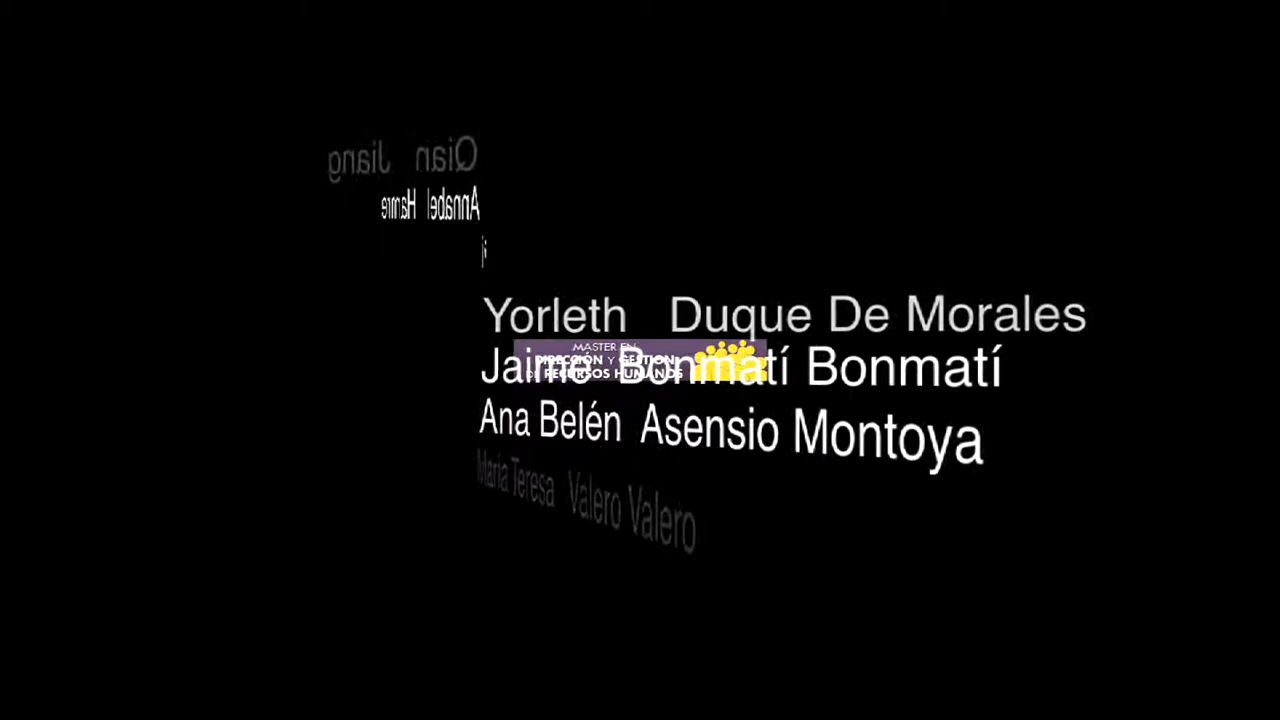 Qian Jiang
Annabel Hamre
Yorleth Duque De Morales
MASTER EN
DIRECCIÓN Y GESTIÓN
DE RECURSOS HUMANOS
Jaime Bonmatí Bonmatí
Ana Belén Asensio Montoya
María Teresa Valero Valero